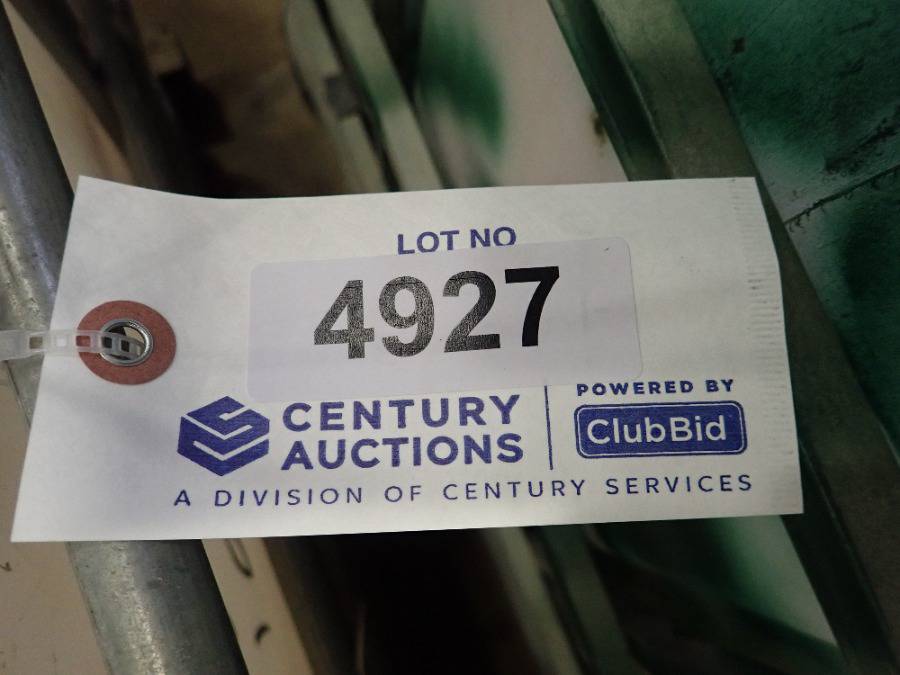 LOT NO
4927
CENTURY
AUCTIONS
POWERED BY
ClubBid
A DIVISION OF CENTURY SERVICES